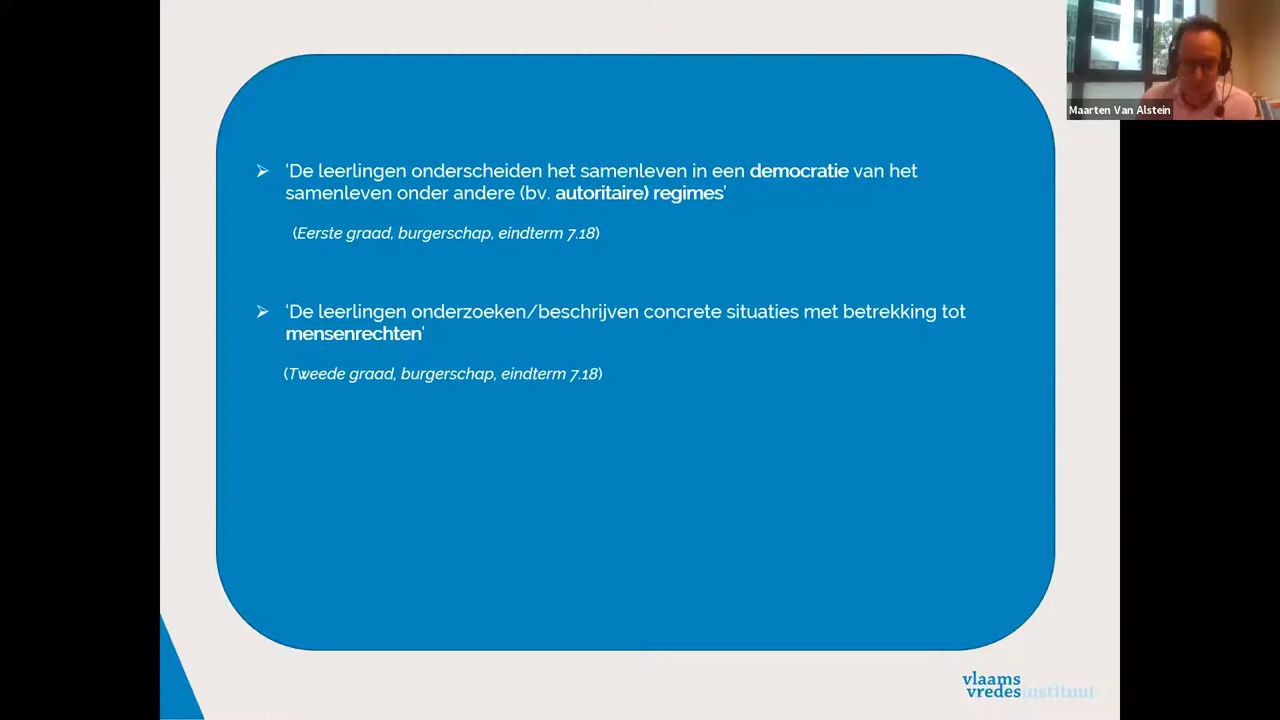 Maarten Van Alstein
➢ 'De leerlingen onderscheiden het samenleven in een democratie van het
samenleven onder andere (bv. autoritaire) regimes'
(Eerste graad, burgerschap, eindterm 7.18)
➢ 'De leerlingen onderzoeken/beschrijven concrete situaties met betrekking tot
mensenrechten'
(Tweede graad, burgerschap, eindterm 7.18)
vlaams
vredesinstituut